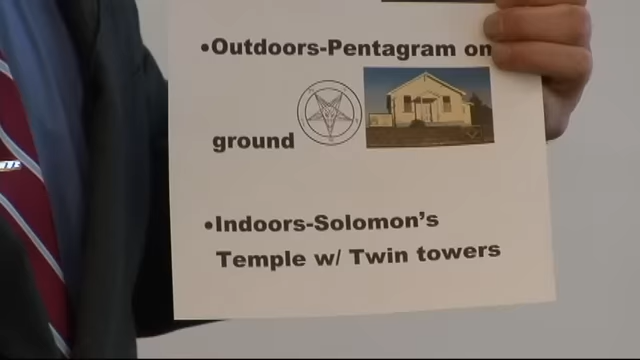 •Outdoors-Pentagram on
ground
•Indoors-Solomon's
Temple w/ Twin towers